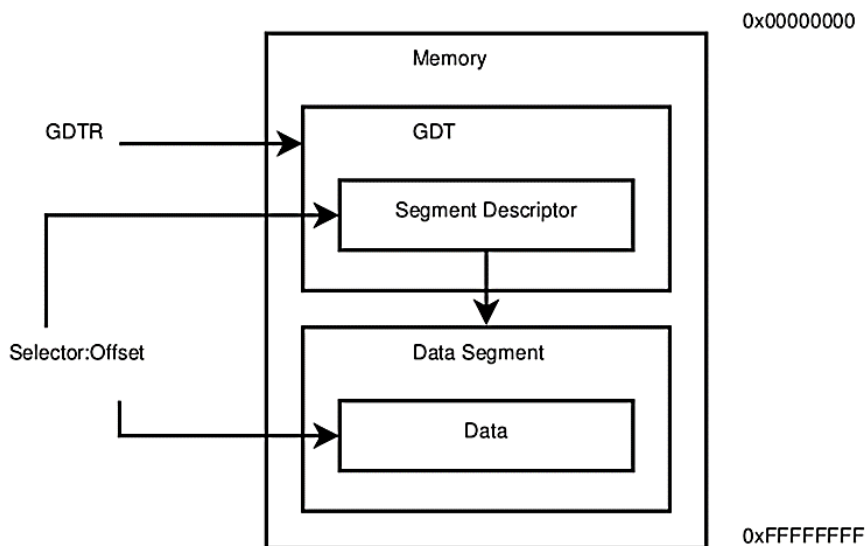 0x00000000
Memory
GDTR
GDT
Segment Descriptor
Selector:Offset
Data Segment
Data
0xFFFFFFFF